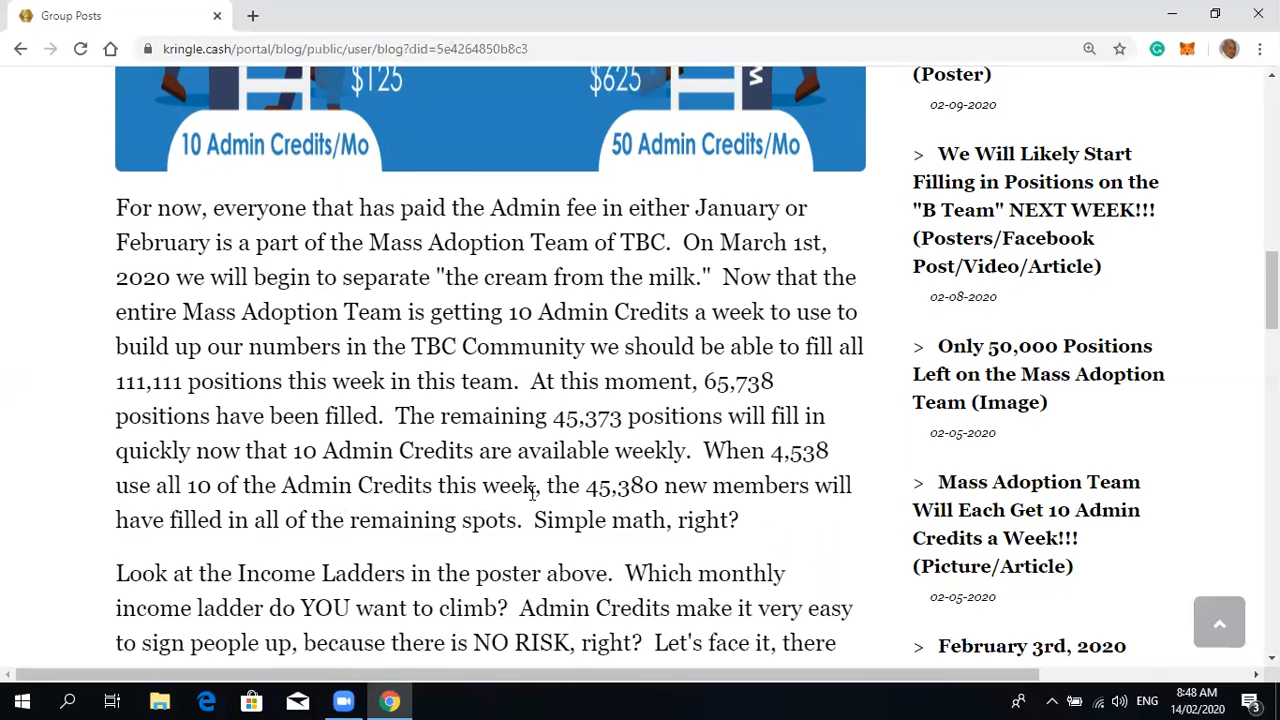 Group Posts
kringle.cash/portal/blog/public/user/blog?did=5e4264850b8c3
$125
$625
W
10 Admin Credits/Mo
50 Admin Credits/Mo
For now, everyone that has paid the Admin fee in either January or
February is a part of the Mass Adoption Team of TBC. On March 1st,
2020 we will begin to separate "the cream from the milk." Now that the
entire Mass Adoption Team is getting 10 Admin Credits a week to use to
build up our numbers in the TBC Community we should be able to fill all
111,111 positions this week in this team. At this moment, 65,738
positions have been filled. The remaining 45,373 positions will fill in
quickly now that 10 Admin Credits are available weekly. When 4,538
use all 10 of the Admin Credits this week, the 45,380 new members will
have filled in all of the remaining spots. Simple math, right?
Look at the Income Ladders in the poster above. Which monthly
income ladder do YOU want to climb? Admin Credits make it very easy
to sign people up, because there is NO RISK, right? Let's face it, there
(Poster)
02-09-2020
> We Will Likely Start
Filling in Positions on the
"B Team" NEXT WEEK!!!
(Posters/Facebook
Post/Video/Article)
02-08-2020
> Only 50,000 Positions
Left on the Mass Adoption
Team (Image)
02-05-2020
> Mass Adoption Team
Will Each Get 10 Admin
Credits a Week!!!
(Picture/Article)
02-05-2020
> February 3rd, 2020
ENG
8:48 AM
14/02/2020
3